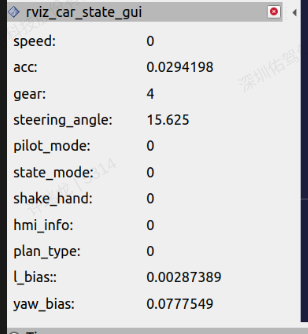 rviz_car_state_gui
speed: 0
acc: 0.0294198
gear: 4
steering_angle: 15.625
pilot_mode: 0
state_mode: 0
shake_hand: 0
hmi_info: 0
plan_type: 0
l_bias:: 0.00287389
yaw_bias: 0.0777549